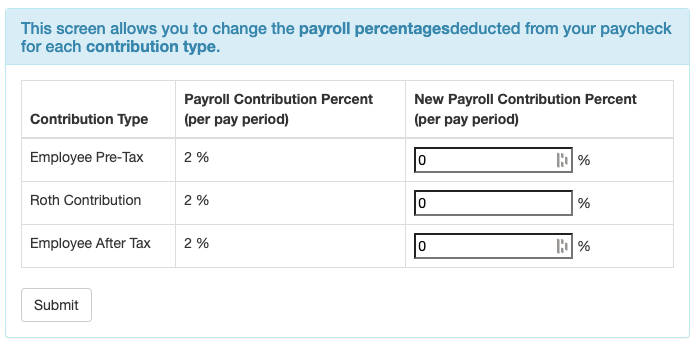 This screen allows you to change the payroll percentagesdeducted from your paycheck
for each contribution type.
Contribution Type
Payroll Contribution Percent
(per pay period)
New Payroll Contribution Percent
(per pay period)
Employee Pre-Tax 2 % 0 %
Roth Contribution 2 % 0 %
Employee After Tax 2 % 0 %
Submit